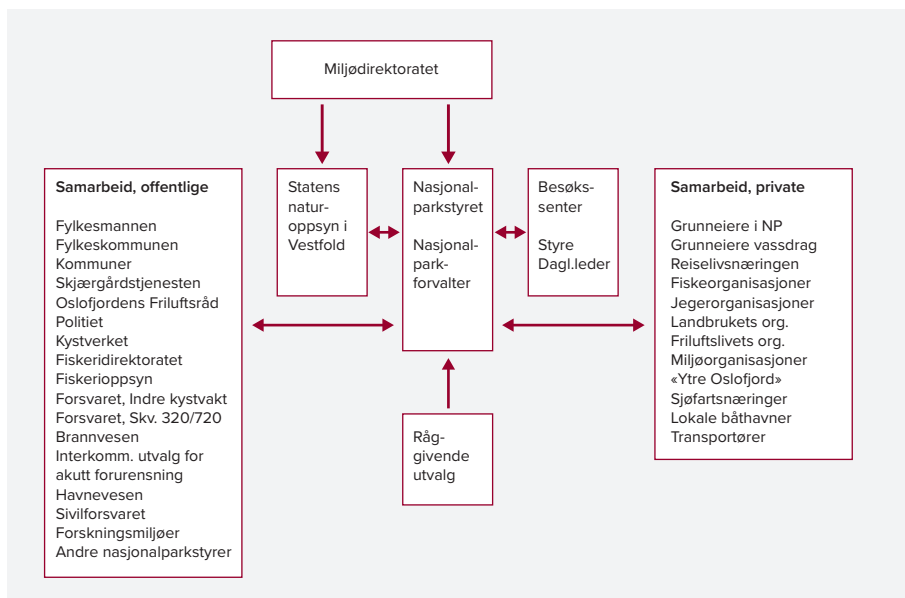 Miljødirektoratet
Samarbeid, offentlige
Fylkesmannen
Fylkeskommunen
Kommuner
Skjærgårdstjenesten
Oslofjordens Friluftsråd
Politiet
Kystverket
Fiskeridirektoratet
Fiskerioppsyn
Forsvaret, Indre kystvakt
Forsvaret, Skv. 320/720
Brannvesen
Interkomm. utvalg for
akutt forurensning
Havnevesen
Sivilforsvaret
Forskningsmiljøer
Andre nasjonalparkstyrer
Statens
natur-
oppsyn i
Vestfold
Nasjonal-
parkstyret
Nasjonal-
park-
forvalter
Besøks-
senter
Styre
Dagl.leder
Råg-
givende
utvalg
Samarbeid, private
Grunneiere i NP
Grunneiere vassdrag
Reiselivsnæringen
Fiskeorganisasjoner
Jegerorganisasjoner
Landbrukets org.
Friluftslivets org.
Miljøorganisasjoner
«Ytre Oslofjord»
Sjøfartsnæringer
Lokale båthavner
Transportører